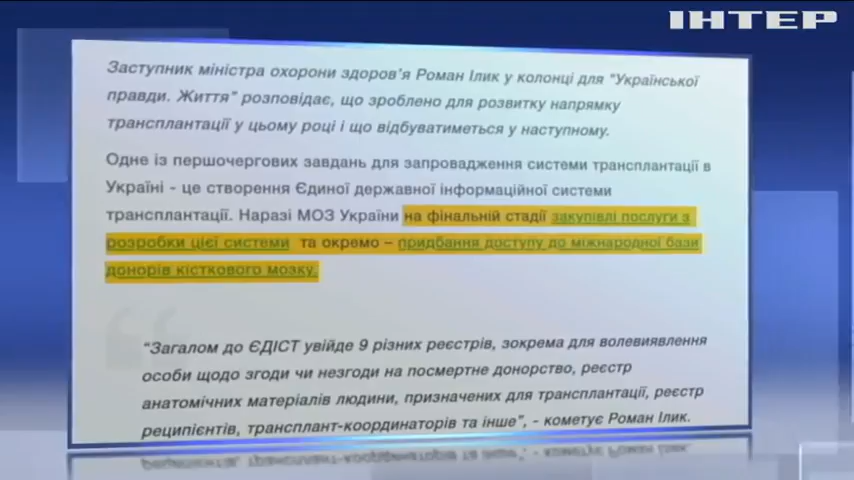 ІНТЕР
Заступник міністра охорони здоров'я Роман Ілик у колонці для "Української
правди. Життя" розповідає, що зроблено для розвитку напрямку
трансплантації у цьому році і що відбуватиметься у наступному.
Одне із першочергових завдань для запровадження системи трансплантації в
Україні - це створення Єдиної державної інформаційної системи
трансплантації. Наразі МОЗ України на фінальній стадії закупівлі послуги з
розробки цієї системи та окремо – придбання доступу до міжнародної бази
донорів кісткового мозку.
"Загалом до ЄДІСТ увійде 9 різних реєстрів, зокрема для волевиявлення
особи щодо згоди чи незгоди на посмертне донорство, реєстр
анатомічних матеріалів людини, призначених для трансплантації, реєстр
реципієнтів, трансплант-координаторів та інше", - кометує Роман Ілик.